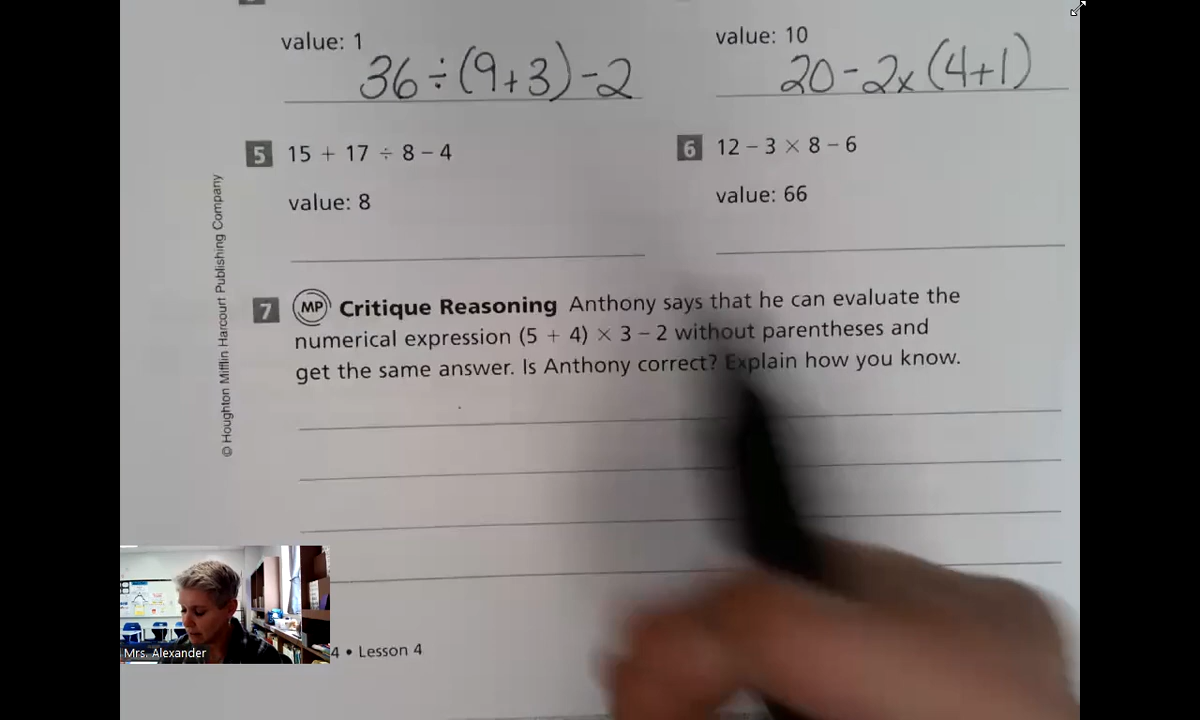 value: 1
36 ÷ (9+3) - 2
value: 10
20 - 2x (4+1)
5 15 + 17 ÷ 8 – 4
value: 8
6 12 – 3 × 8 – 6
value: 66
7 MP Critique Reasoning Anthony says that he can evaluate the
numerical expression (5 + 4) × 3 – 2 without parentheses and
get the same answer. Is Anthony correct? Explain how you know.
© Houghton Mifflin Harcourt Publishing Company
Mrs. Alexander
4 • Lesson 4